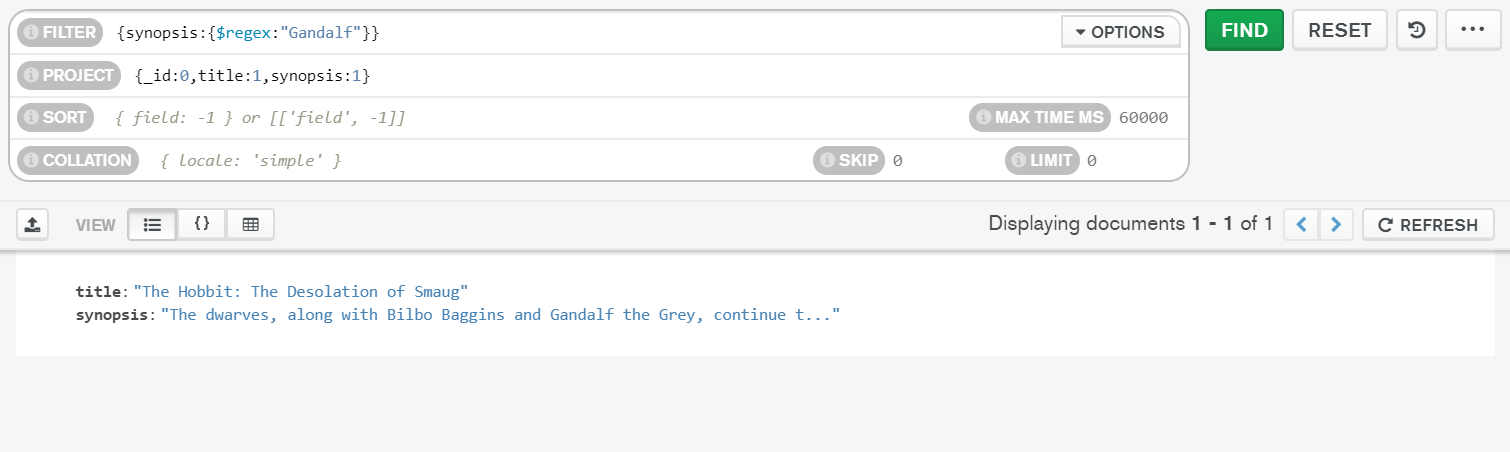 FILTER {synopsis:{$regex:"Gandalf"}} OPTIONS FIND RESET
PROJECT {_id:0,title:1,synopsis:1}
SORT { field: -1 } or [['field', -1]] MAX TIME MS 60000
COLLATION { locale: 'simple' } SKIP 0 LIMIT 0
VIEW {} Displaying documents 1 - 1 of 1 REFRESH
title: "The Hobbit: The Desolation of Smaug"
synopsis: "The dwarves, along with Bilbo Baggins and Gandalf the Grey, continue t..."